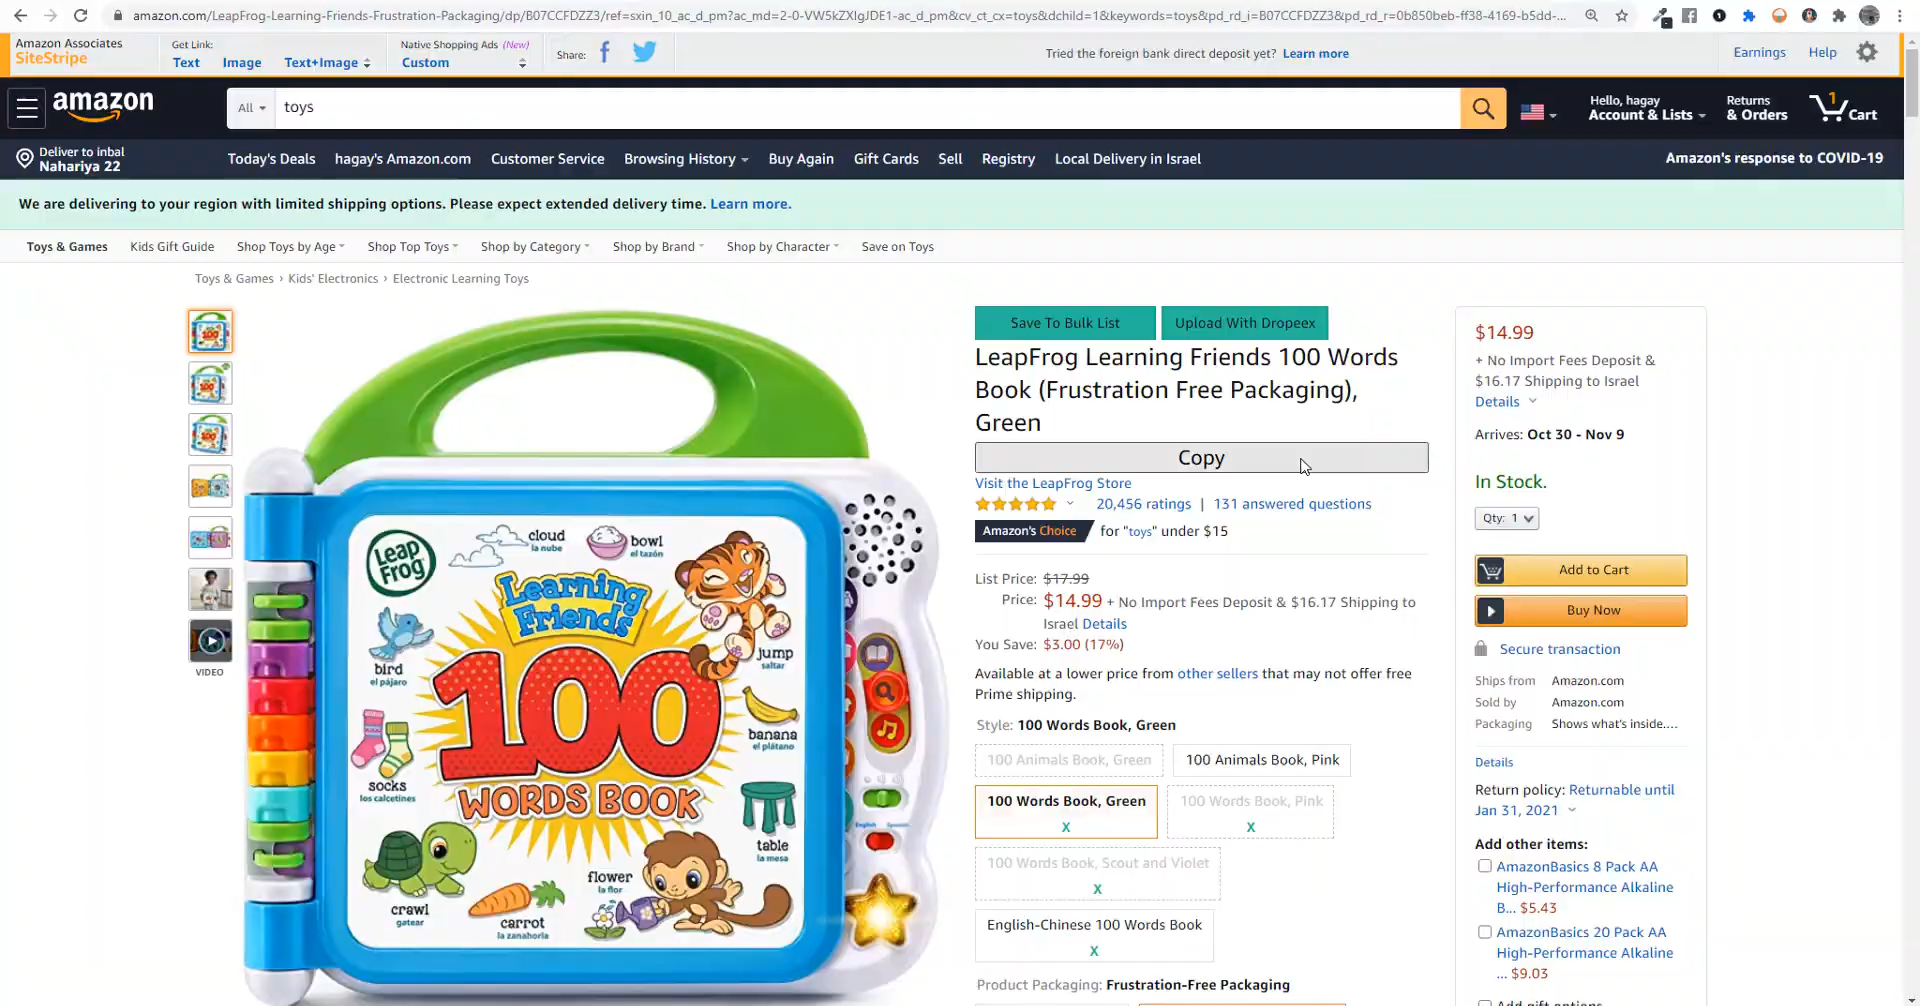 amazon.com/LeapFrog-Learning-Friends-Frustration-Packaging/dp/B07CCFDZZ3/ref=sxin_10_ac_d_pm?ac_md=2-0-VW5kZXIgJDE1-ac_d_pm&cv_ct_cx=toys&dchild=1&keywords=toys&pd_rd_i=B07CCFDZZ3&pd_rd_r=0b850beb-ff38-4169-b5dd-...
Amazon Associates
SiteStripe
Get Link:
Text Image Text+Image
Native Shopping Ads (New)
Custom
Share:
Tried the foreign bank direct deposit yet? Learn more
Earnings Help
amazon
All
toys
Hello, hagay
Account & Lists
Returns
& Orders
1
Cart
Deliver to inbal
Nahariya 22
Today's Deals hagay's Amazon.com Customer Service Browsing History Buy Again Gift Cards Sell Registry Local Delivery in Israel
Amazon's response to COVID-19
We are delivering to your region with limited shipping options. Please expect extended delivery time. Learn more.
Toys & Games Kids Gift Guide Shop Toys by Age Shop Top Toys Shop by Category Shop by Brand Shop by Character Save on Toys
Toys & Games › Kids' Electronics › Electronic Learning Toys
VIDEO
Leap
Frog
Learning
Friends
100
WORDS BOOK
cloud
la nube
bowl
el tazón
bird
el pájaro
jump
saltar
socks
los calcetines
banana
el plátano
table
la mesa
crawl
gatear
carrot
la zanahoria
flower
la flor
English Spanish
Save To Bulk List
Upload With Dropeex
LeapFrog Learning Friends 100 Words
Book (Frustration Free Packaging),
Green
Copy
Visit the LeapFrog Store
20,456 ratings | 131 answered questions
Amazon's Choice for "toys" under $15
List Price: $17.99
Price: $14.99 + No Import Fees Deposit & $16.17 Shipping to
Israel Details
You Save: $3.00 (17%)
Available at a lower price from other sellers that may not offer free
Prime shipping.
Style: 100 Words Book, Green
100 Animals Book, Green
100 Animals Book, Pink
100 Words Book, Green
X
100 Words Book, Pink
X
100 Words Book, Scout and Violet
X
English-Chinese 100 Words Book
X
Product Packaging: Frustration-Free Packaging
$14.99
+ No Import Fees Deposit &
$16.17 Shipping to Israel
Details
Arrives: Oct 30 - Nov 9
In Stock.
Qty: 1
Add to Cart
Buy Now
Secure transaction
Ships from Amazon.com
Sold by Amazon.com
Packaging Shows what's inside....
Details
Return policy: Returnable until
Jan 31, 2021
Add other items:
AmazonBasics 8 Pack AA
High-Performance Alkaline
B... $5.43
AmazonBasics 20 Pack AA
High-Performance Alkaline
... $9.03
Add gift options